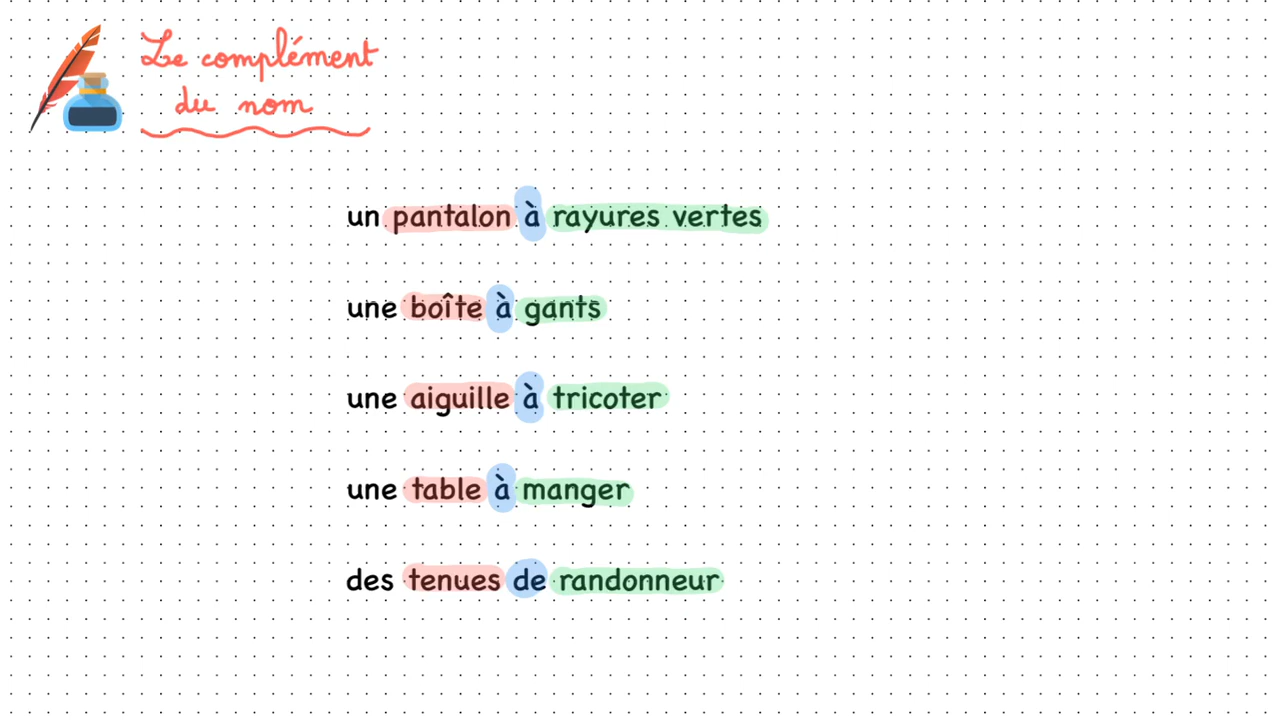 Le complément
du nom
un pantalon à rayures vertes
une boîte à gants
une aiguille à tricoter
une table à manger
des tenues de randonneur